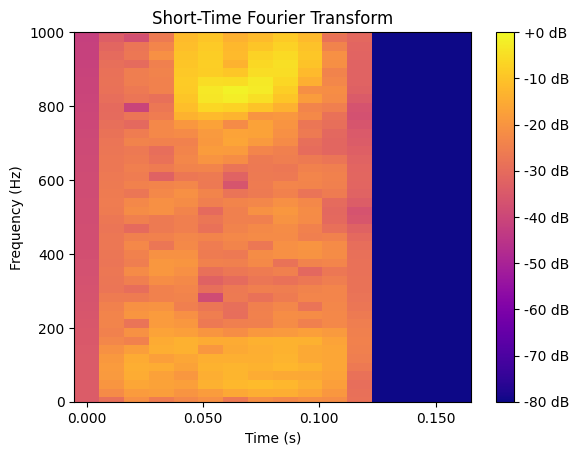 Short-Time Fourier Transform
Frequency (Hz)
1000
800
600
400
200
0
0.000
0.050
0.100
0.150
Time (s)
+0 dB
-10 dB
-20 dB
-30 dB
-40 dB
-50 dB
-60 dB
-70 dB
-80 dB